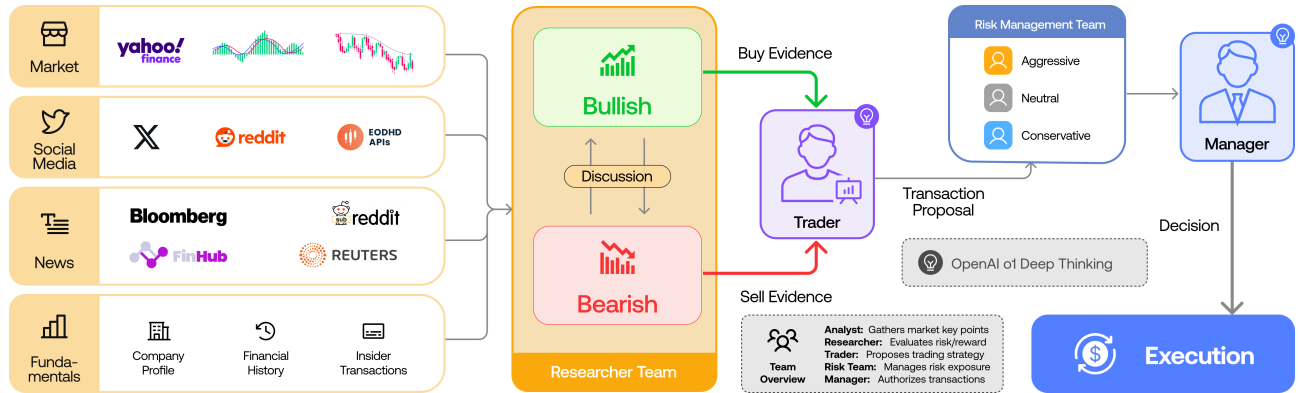 Market
yahoo!
finance
Social
Media
X
reddit
EODHD
APIs
News
Bloomberg
sub
reddit
FinHub
REUTERS
Funda-
mentals
Company
Profile
Financial
History
Insider
Transactions
Bullish
Discussion
Bearish
Researcher Team
Buy Evidence
Sell Evidence
Trader
Transaction
Proposal
Risk Management Team
Aggressive
Neutral
Conservative
Manager
Decision
OpenAI o1 Deep Thinking
Team
Overview
Analyst: Gathers market key points
Researcher: Evaluates risk/reward
Trader: Proposes trading strategy
Risk Team: Manages risk exposure
Manager: Authorizes transactions
$
Execution